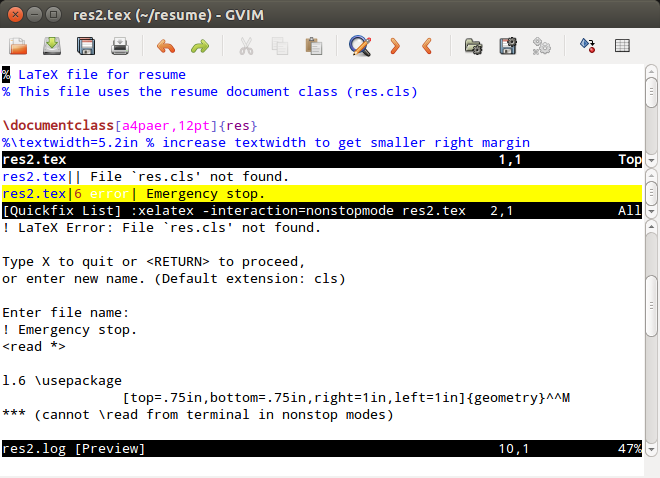 res2.tex (~/resume) - GVIM
% LaTeX file for resume
% This file uses the resume document class (res.cls)
\documentclass[a4paer,12pt]{res}
%\textwidth=5.2in % increase textwidth to get smaller right margin
res2.tex 1,1 Top
res2.tex|| File `res.cls' not found.
res2.tex|6 error| Emergency stop.
[Quickfix List] :xelatex -interaction=nonstopmode res2.tex 2,1 All
! LaTeX Error: File `res.cls' not found.
Type X to quit or <RETURN> to proceed,
or enter new name. (Default extension: cls)
Enter file name:
! Emergency stop.
<read *>
l.6 \usepackage
[top=.75in,bottom=.75in,right=1in,left=1in]{geometry}^^M
*** (cannot \read from terminal in nonstop modes)
res2.log [Preview] 10,1 47%